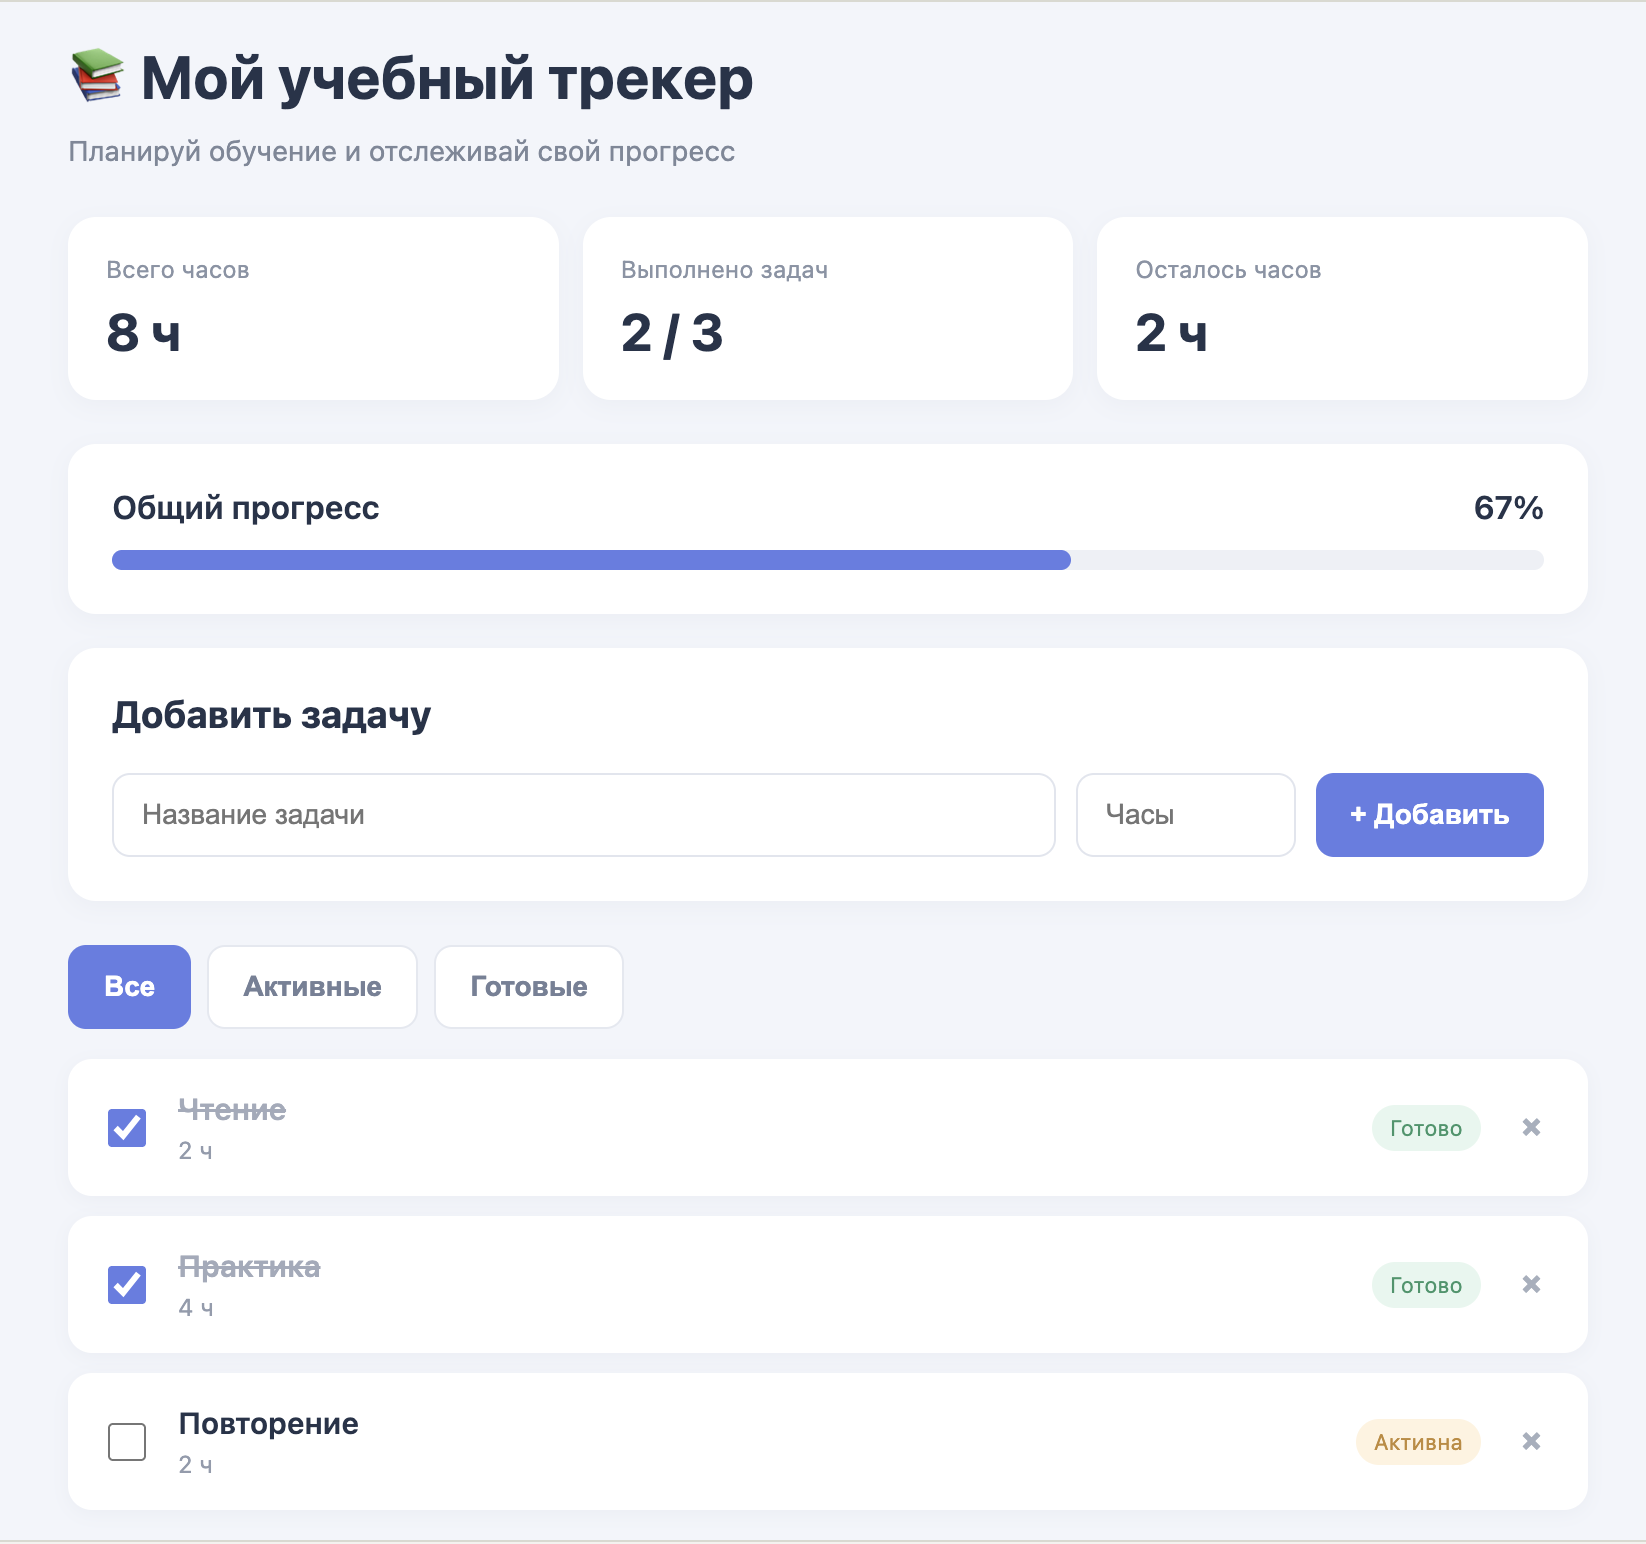 Мой учебный трекер
Планируй обучение и отслеживай свой прогресс
Всего часов
8 ч
Выполнено задач
2 / 3
Осталось часов
2 ч
Общий прогресс
67%
Добавить задачу
Название задачи
Часы
+ Добавить
Все
Активные
Готовые
Чтение
2 ч
Готово
Практика
4 ч
Готово
Повторение
2 ч
Активна